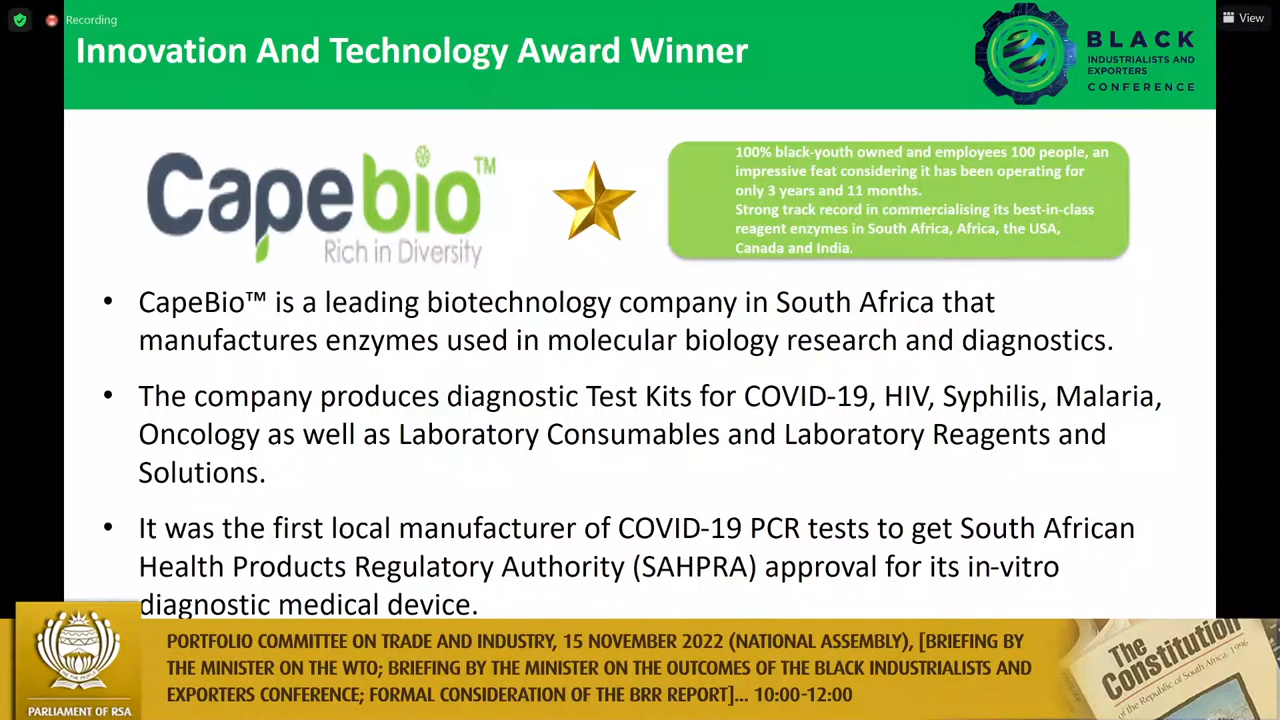 Recording
View
Innovation And Technology Award Winner
BLACK
INDUSTRIALISTS AND
EXPORTERS
CONFERENCE
Capebio™
Rich in Diversity
100% black-youth owned and employees 100 people, an
impressive feat considering it has been operating for
only 3 years and 11 months.
Strong track record in commercialising its best-in-class
reagent enzymes in South Africa, Africa, the USA,
Canada and India.
• CapeBio™ is a leading biotechnology company in South Africa that
manufactures enzymes used in molecular biology research and diagnostics.
• The company produces diagnostic Test Kits for COVID-19, HIV, Syphilis, Malaria,
Oncology as well as Laboratory Consumables and Laboratory Reagents and
Solutions.
• It was the first local manufacturer of COVID-19 PCR tests to get South African
Health Products Regulatory Authority (SAHPRA) approval for its in-vitro
diagnostic medical device.
PORTFOLIO COMMITTEE ON TRADE AND INDUSTRY, 15 NOVEMBER 2022 (NATIONAL ASSEMBLY), [BRIEFING BY
THE MINISTER ON THE WTO; BRIEFING BY THE MINISTER ON THE OUTCOMES OF THE BLACK INDUSTRIALISTS AND
EXPORTERS CONFERENCE; FORMAL CONSIDERATION OF THE BRR REPORT]... 10:00-12:00
PARLIAMENT OF RSA
The
Constitution
of the Republic of South Africa, 1996